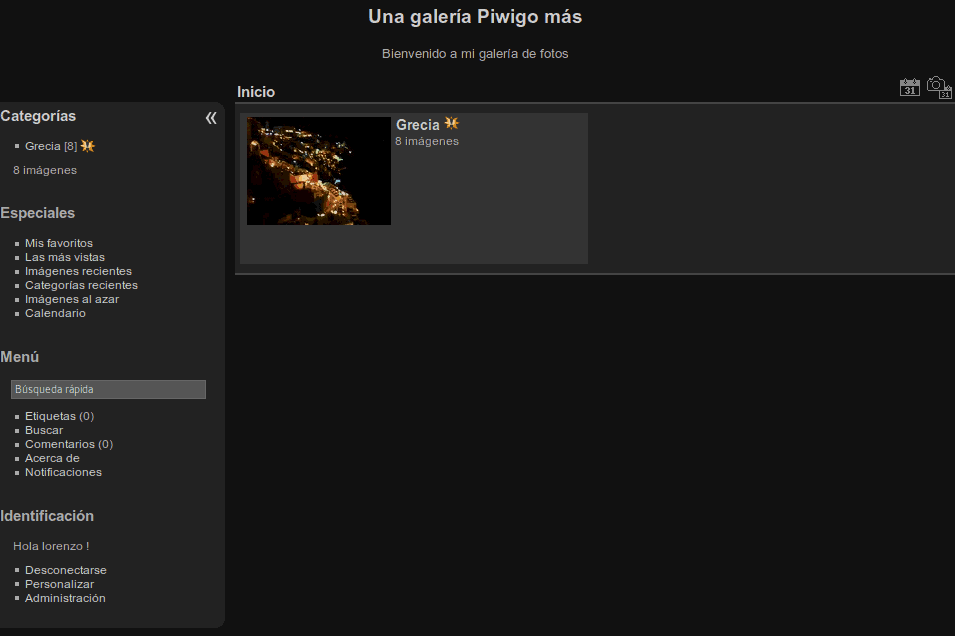 Una galería Piwigo más
Bienvenido a mi galería de fotos
Inicio
31
31
Categorías
«
Grecia [8]
8 imágenes
Grecia
8 imágenes
Especiales
Mis favoritos
Las más vistas
Imágenes recientes
Categorías recientes
Imágenes al azar
Calendario
Menú
Búsqueda rápida
Etiquetas (0)
Buscar
Comentarios (0)
Acerca de
Notificaciones
Identificación
Hola lorenzo !
Desconectarse
Personalizar
Administración